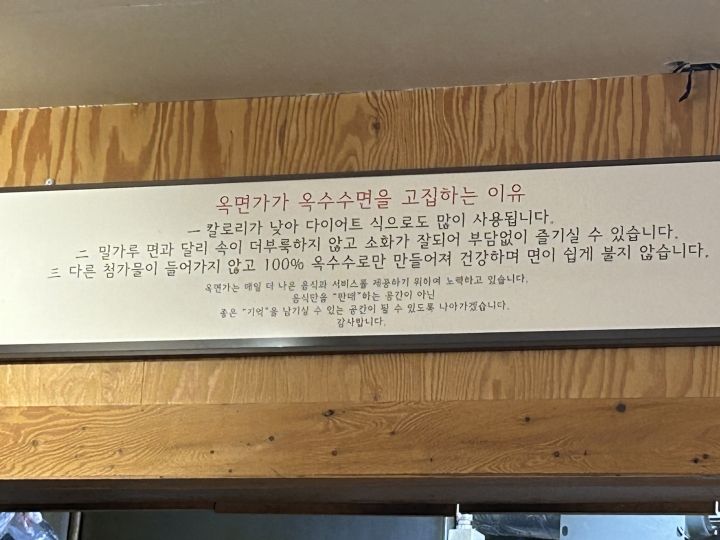 옥면가가 옥수수면을 고집하는 이유
一 칼로리가 낮아 다이어트 식으로도 많이 사용됩니다.
二 밀가루 면과 달리 속이 더부룩하지 않고 소화가 잘되어 부담없이 즐기실 수 있습니다.
三 다른 첨가물이 들어가지 않고 100% 옥수수로만 만들어져 건강하며 면이 쉽게 불지 않습니다.
옥면가는 매일 더 나은 음식과 서비스를 제공하기 위하여 노력하고 있습니다.
음식만을 "판매"하는 공간이 아닌
좋은 "기억"을 남기실 수 있는 공간이 될 수 있도록 나아가겠습니다.
감사합니다.